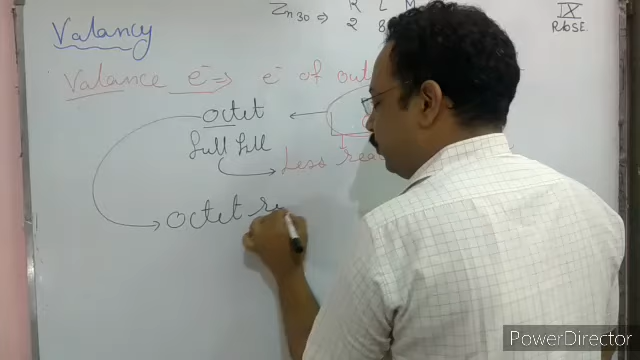 Zn30 ⇒ K L M
2 8
IX
RBSE
Valancy
Valance e⁻ ⇒ e⁻ of out
octet
full fill
Less rea
octet r
PowerDirector